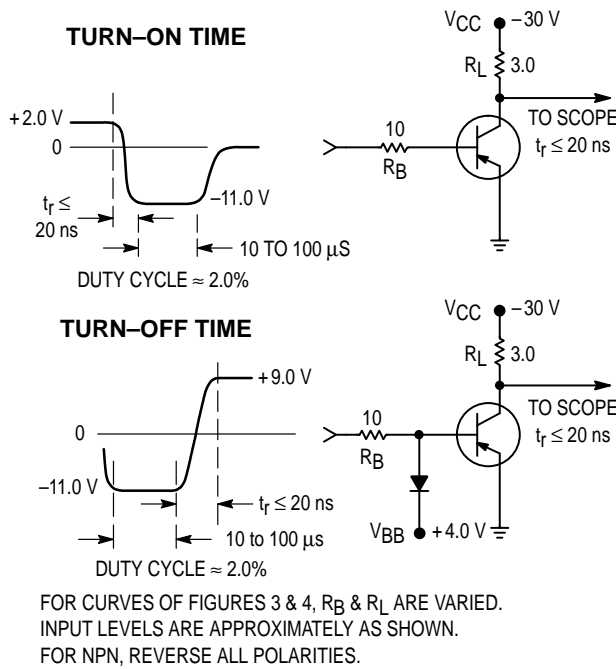 TURN–ON TIME
+2.0 V
0
tr ≤
20 ns
–11.0 V
10 TO 100 µS
DUTY CYCLE ≈ 2.0%
VCC –30 V
RL 3.0
TO SCOPE
tr ≤ 20 ns
10
RB
TURN–OFF TIME
+9.0 V
0
–11.0 V
tr ≤ 20 ns
10 to 100 µs
DUTY CYCLE ≈ 2.0%
VCC –30 V
RL 3.0
TO SCOPE
tr ≤ 20 ns
10
RB
VBB +4.0 V
FOR CURVES OF FIGURES 3 & 4, RB & RL ARE VARIED.
INPUT LEVELS ARE APPROXIMATELY AS SHOWN.
FOR NPN, REVERSE ALL POLARITIES.